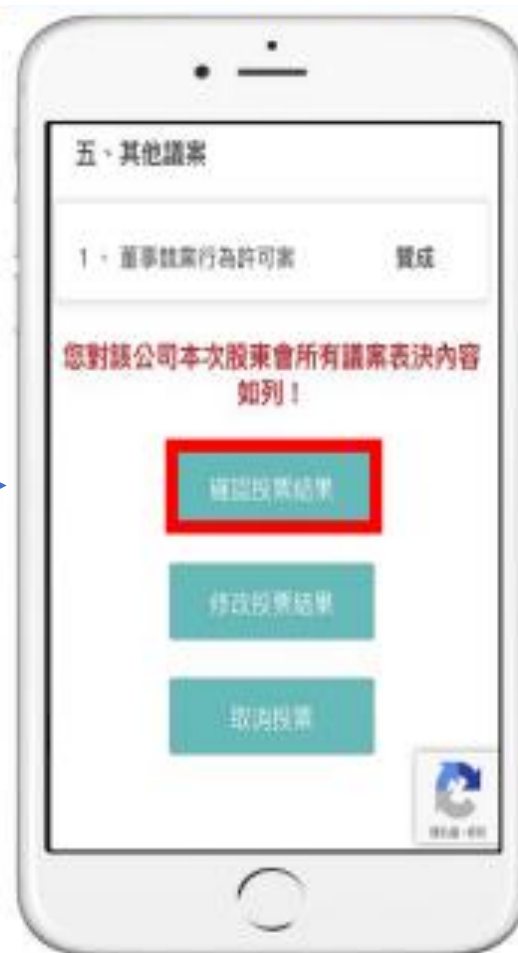 五、其他議案
1、 董事競業行為許可案 贊成
您對該公司本次股東會所有議案表決內容
如列！
確認投票結果
修改投票結果
取消投票